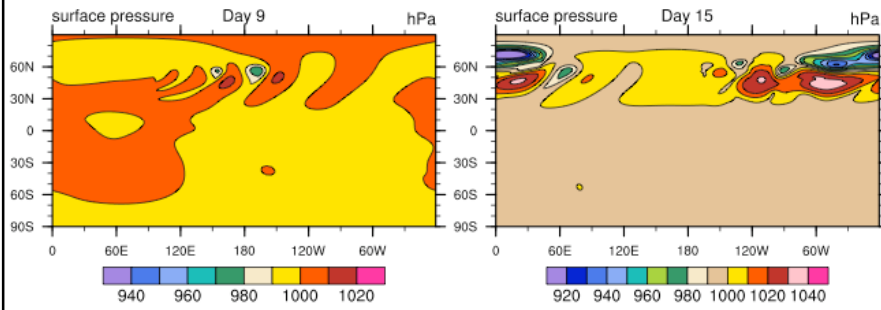 surface pressure Day 9 hPa
60N
30N
0
30S
60S
90S
0 60E 120E 180 120W 60W
940 960 980 1000 1020
surface pressure Day 15 hPa
60N
30N
0
30S
60S
90S
0 60E 120E 180 120W 60W
920 940 960 980 1000 1020 1040